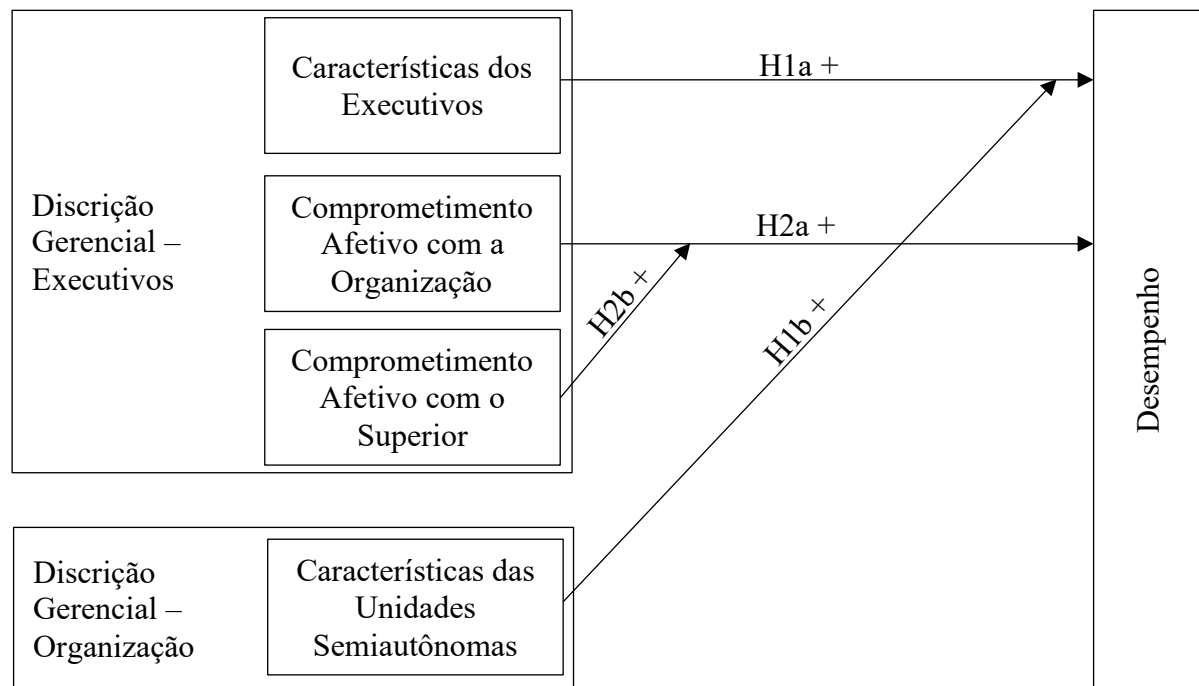 Discrição
Gerencial –
Executivos
Características dos
Executivos
Comprometimento
Afetivo com a
Organização
Comprometimento
Afetivo com o
Superior
H1a +
H2a +
H2b +
H1b +
Desempenho
Discrição
Gerencial –
Organização
Características das
Unidades
Semiautônomas